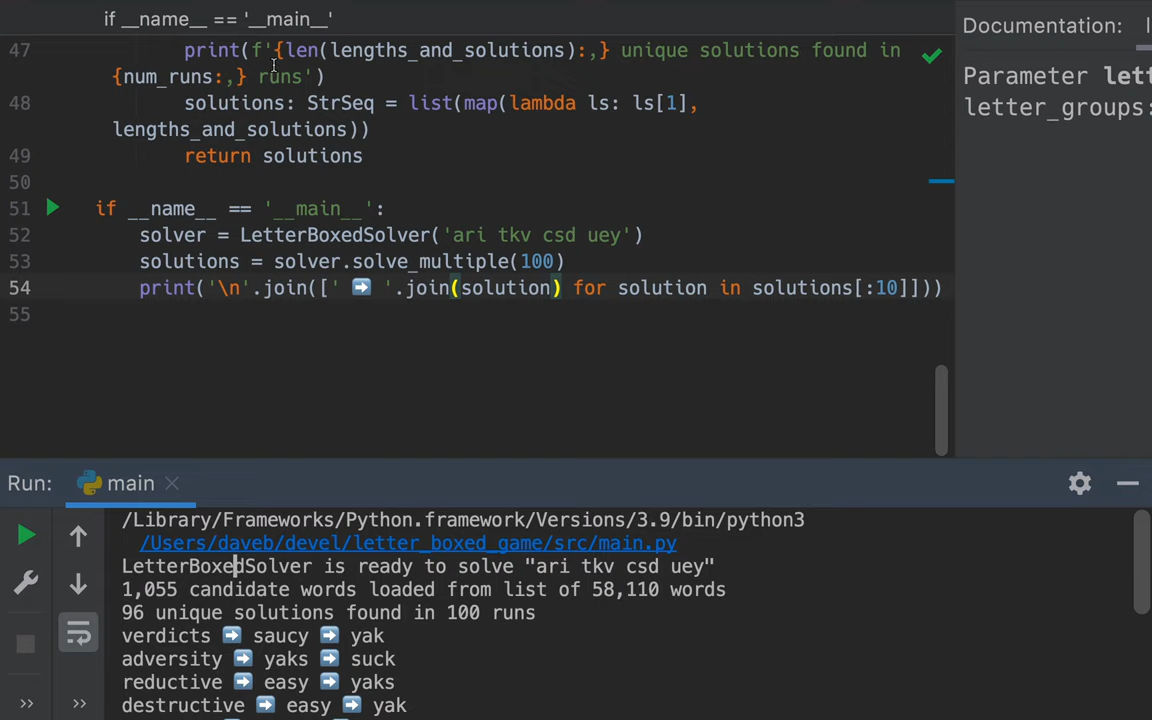 if __name__ == '__main__'
Documentation:
47 print(f'{len(lengths_and_solutions):,} unique solutions found in
{num_runs:,} runs')
48 solutions: StrSeq = list(map(lambda ls: ls[1],
lengths_and_solutions))
49 return solutions
50
51 if __name__ == '__main__':
52 solver = LetterBoxedSolver('ari tkv csd uey')
53 solutions = solver.solve_multiple(100)
54 print('\n'.join([' ➡️ '.join(solution) for solution in solutions[:10]]))
55
Parameter lett
letter_groups:
Run: main
/Library/Frameworks/Python.framework/Versions/3.9/bin/python3
/Users/daveb/devel/letter_boxed_game/src/main.py
LetterBoxedSolver is ready to solve "ari tkv csd uey"
1,055 candidate words loaded from list of 58,110 words
96 unique solutions found in 100 runs
verdicts ➡️ saucy ➡️ yak
adversity ➡️ yaks ➡️ suck
reductive ➡️ easy ➡️ yaks
destructive ➡️ easy ➡️ yak